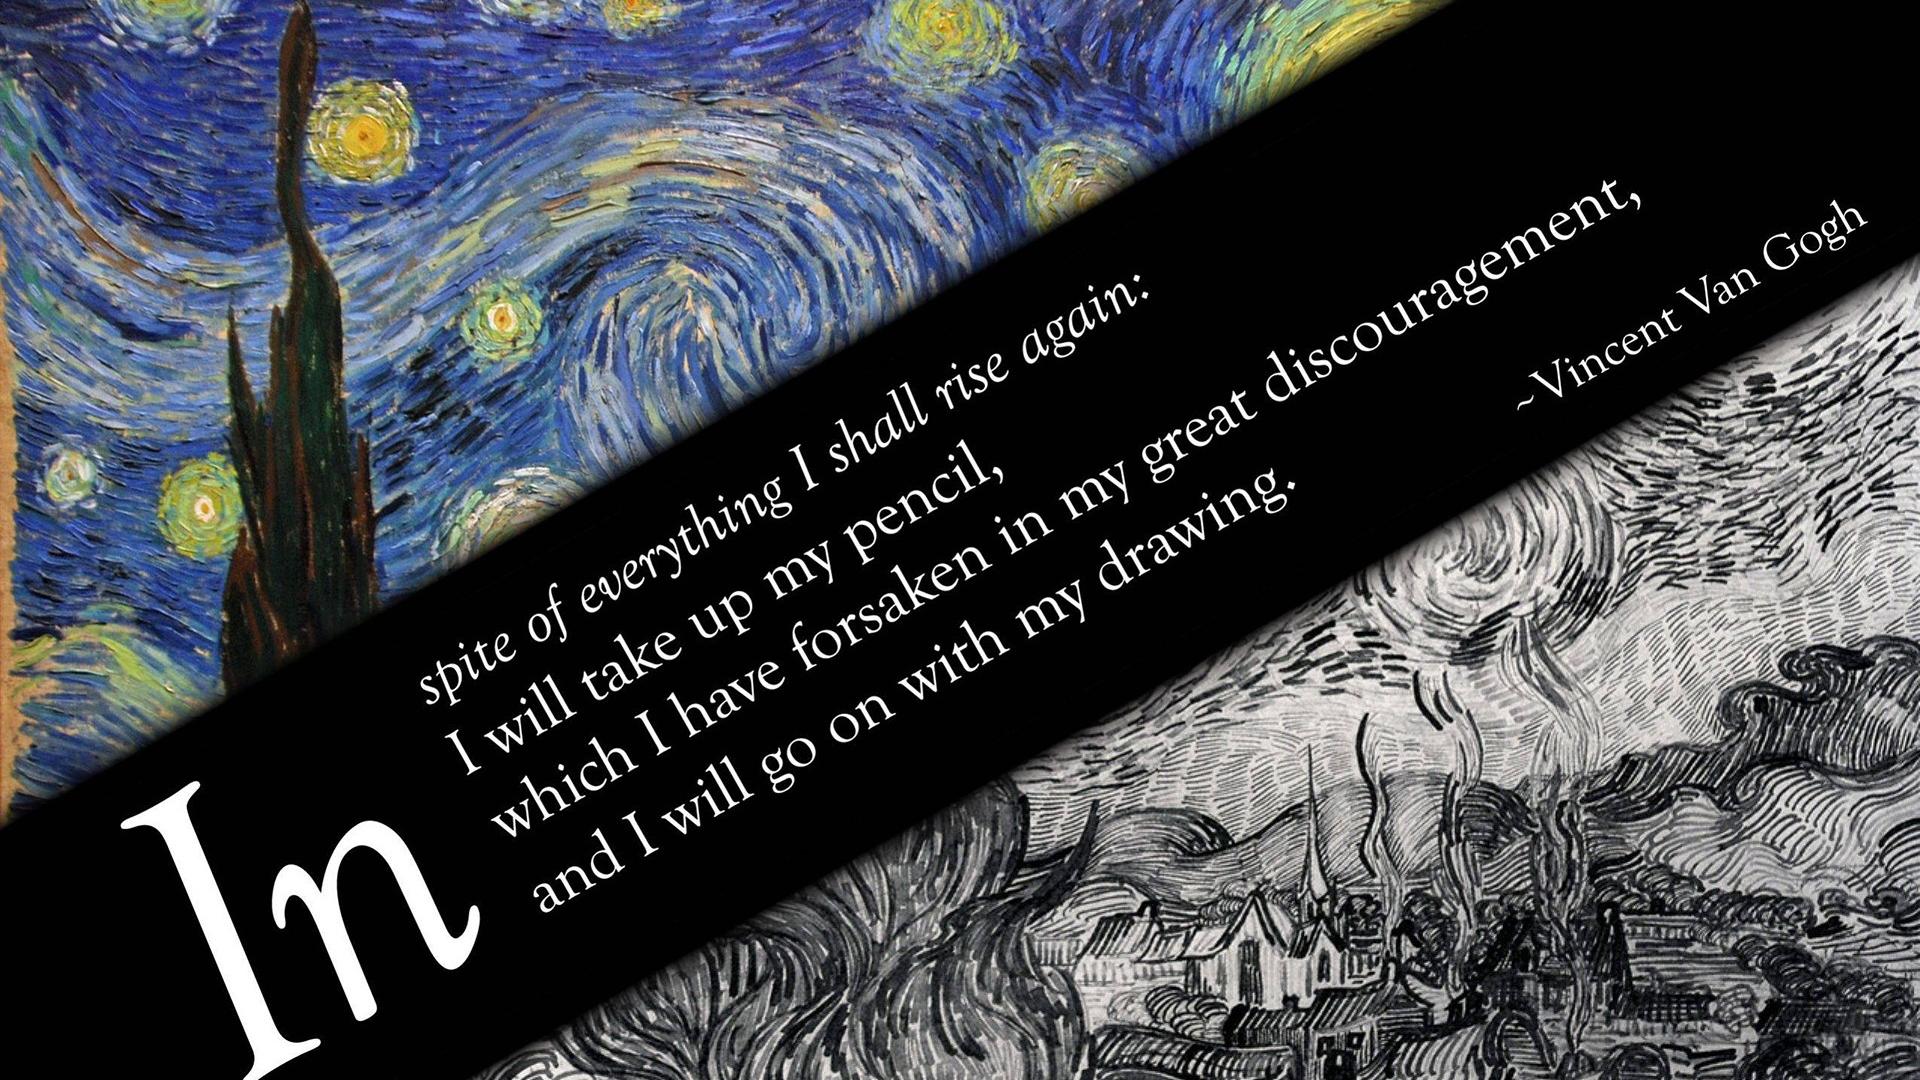 In spite of everything I shall rise again:
I will take up my pencil,
which I have forsaken in my great discouragement,
and I will go on with my drawing.
~Vincent Van Gogh